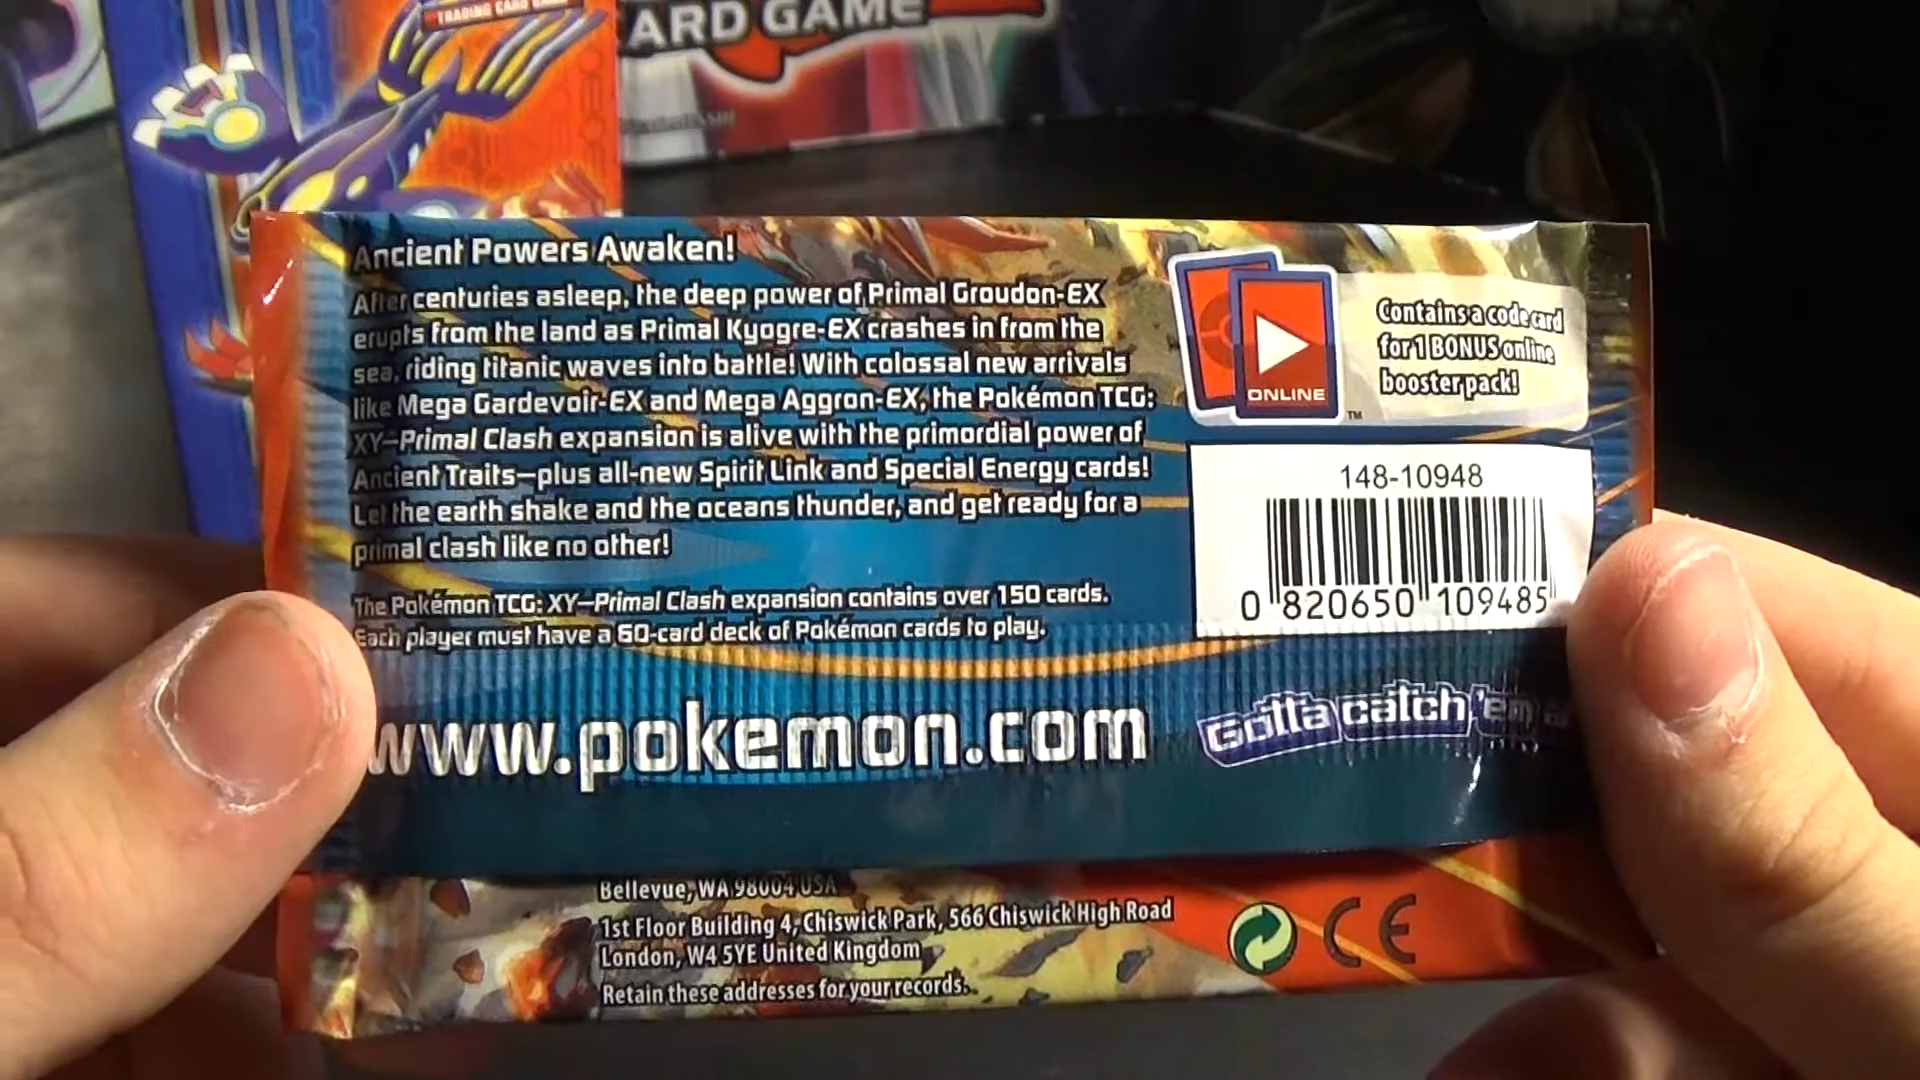 TRADING CARD GAME
CARD GAME
Ancient Powers Awaken!
After centuries asleep, the deep power of Primal Groudon-EX
erupts from the land as Primal Kyogre-EX crashes in from the
sea, riding titanic waves into battle! With colossal new arrivals
like Mega Gardevoir-EX and Mega Aggron-EX, the Pokémon TCG:
XY—Primal Clash expansion is alive with the primordial power of
Ancient Traits—plus all-new Spirit Link and Special Energy cards!
Let the earth shake and the oceans thunder, and get ready for a
primal clash like no other!
The Pokémon TCG: XY—Primal Clash expansion contains over 150 cards.
Each player must have a 60-card deck of Pokémon cards to play.
www.pokemon.com
ONLINE
TM
Contains a code card
for 1 BONUS online
booster pack!
148-10948
0 820650 109485
Gotta catch 'em
Bellevue, WA 98004 USA
1st Floor Building 4, Chiswick Park, 566 Chiswick High Road
London, W4 5YE United Kingdom
Retain these addresses for your records.
CE